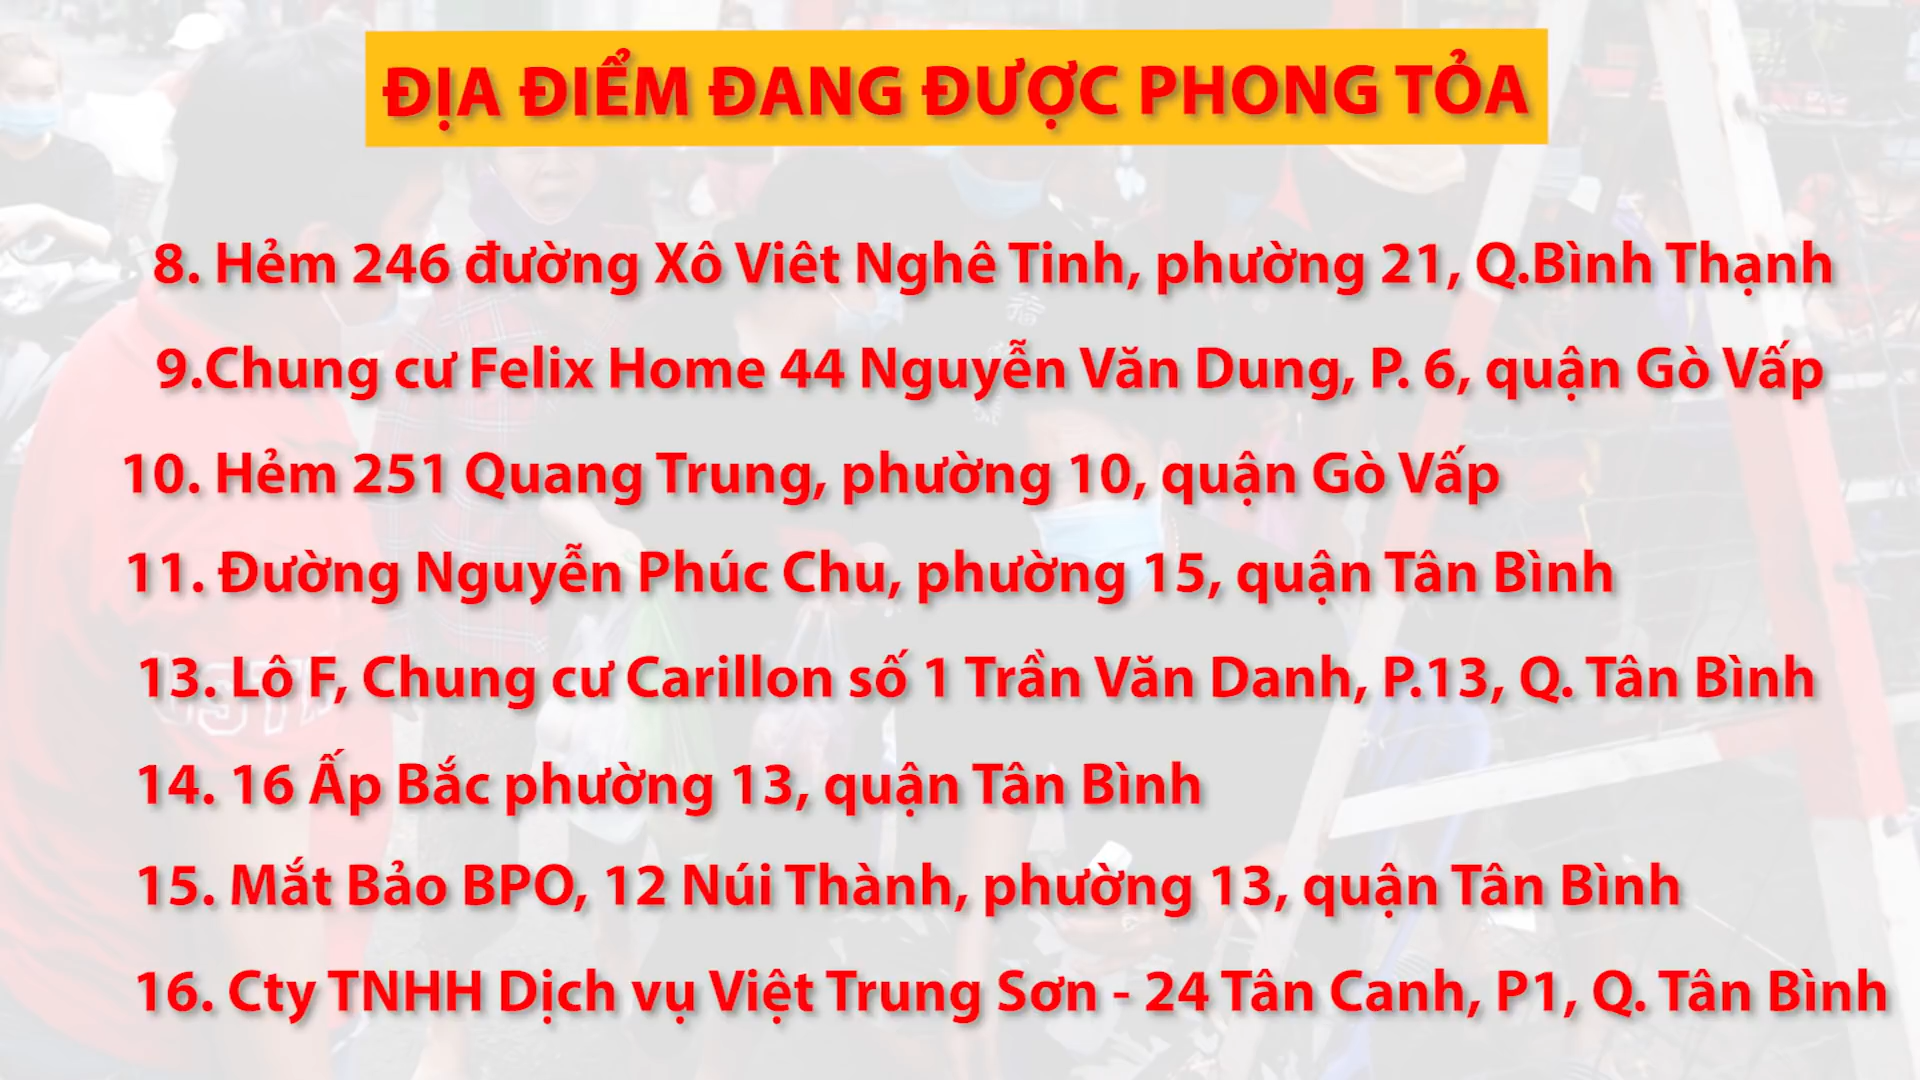 ĐỊA ĐIỂM ĐANG ĐƯỢC PHONG TỎA
8. Hẻm 246 đường Xô Viêt Nghê Tinh, phường 21, Q.Bình Thạnh
9.Chung cư Felix Home 44 Nguyễn Văn Dung, P. 6, quận Gò Vấp
10. Hẻm 251 Quang Trung, phường 10, quận Gò Vấp
11. Đường Nguyễn Phúc Chu, phường 15, quận Tân Bình
13. Lô F, Chung cư Carillon số 1 Trần Văn Danh, P.13, Q. Tân Bình
14. 16 Ấp Bắc phường 13, quận Tân Bình
15. Mắt Bảo BPO, 12 Núi Thành, phường 13, quận Tân Bình
16. Cty TNHH Dịch vụ Việt Trung Sơn - 24 Tân Canh, P1, Q. Tân Bình